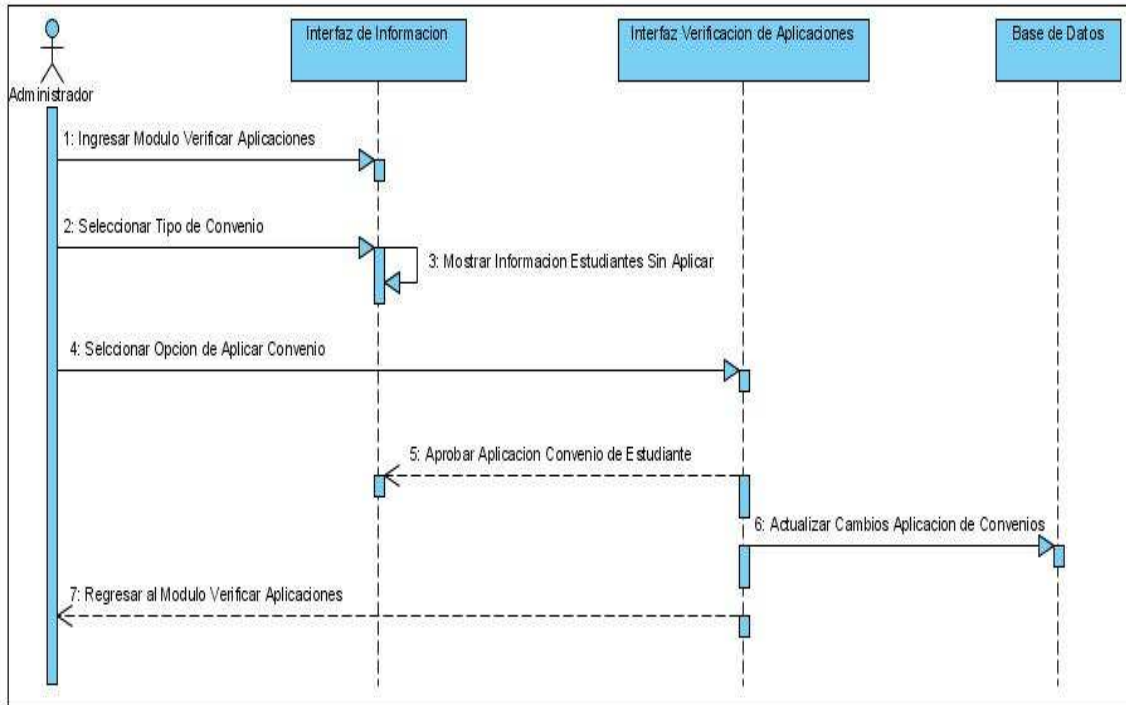 Interfaz de Informacion
Interfaz Verificacion de Aplicaciones
Base de Datos
Administrador
1: Ingresar Modulo Verificar Aplicaciones
2: Seleccionar Tipo de Convenio
3: Mostrar Informacion Estudiantes Sin Aplicar
4: Selccionar Opcion de Aplicar Convenio
5: Aprobar Aplicacion Convenio de Estudiante
6: Actualizar Cambios Aplicacion de Convenios
7: Regresar al Modulo Verificar Aplicaciones